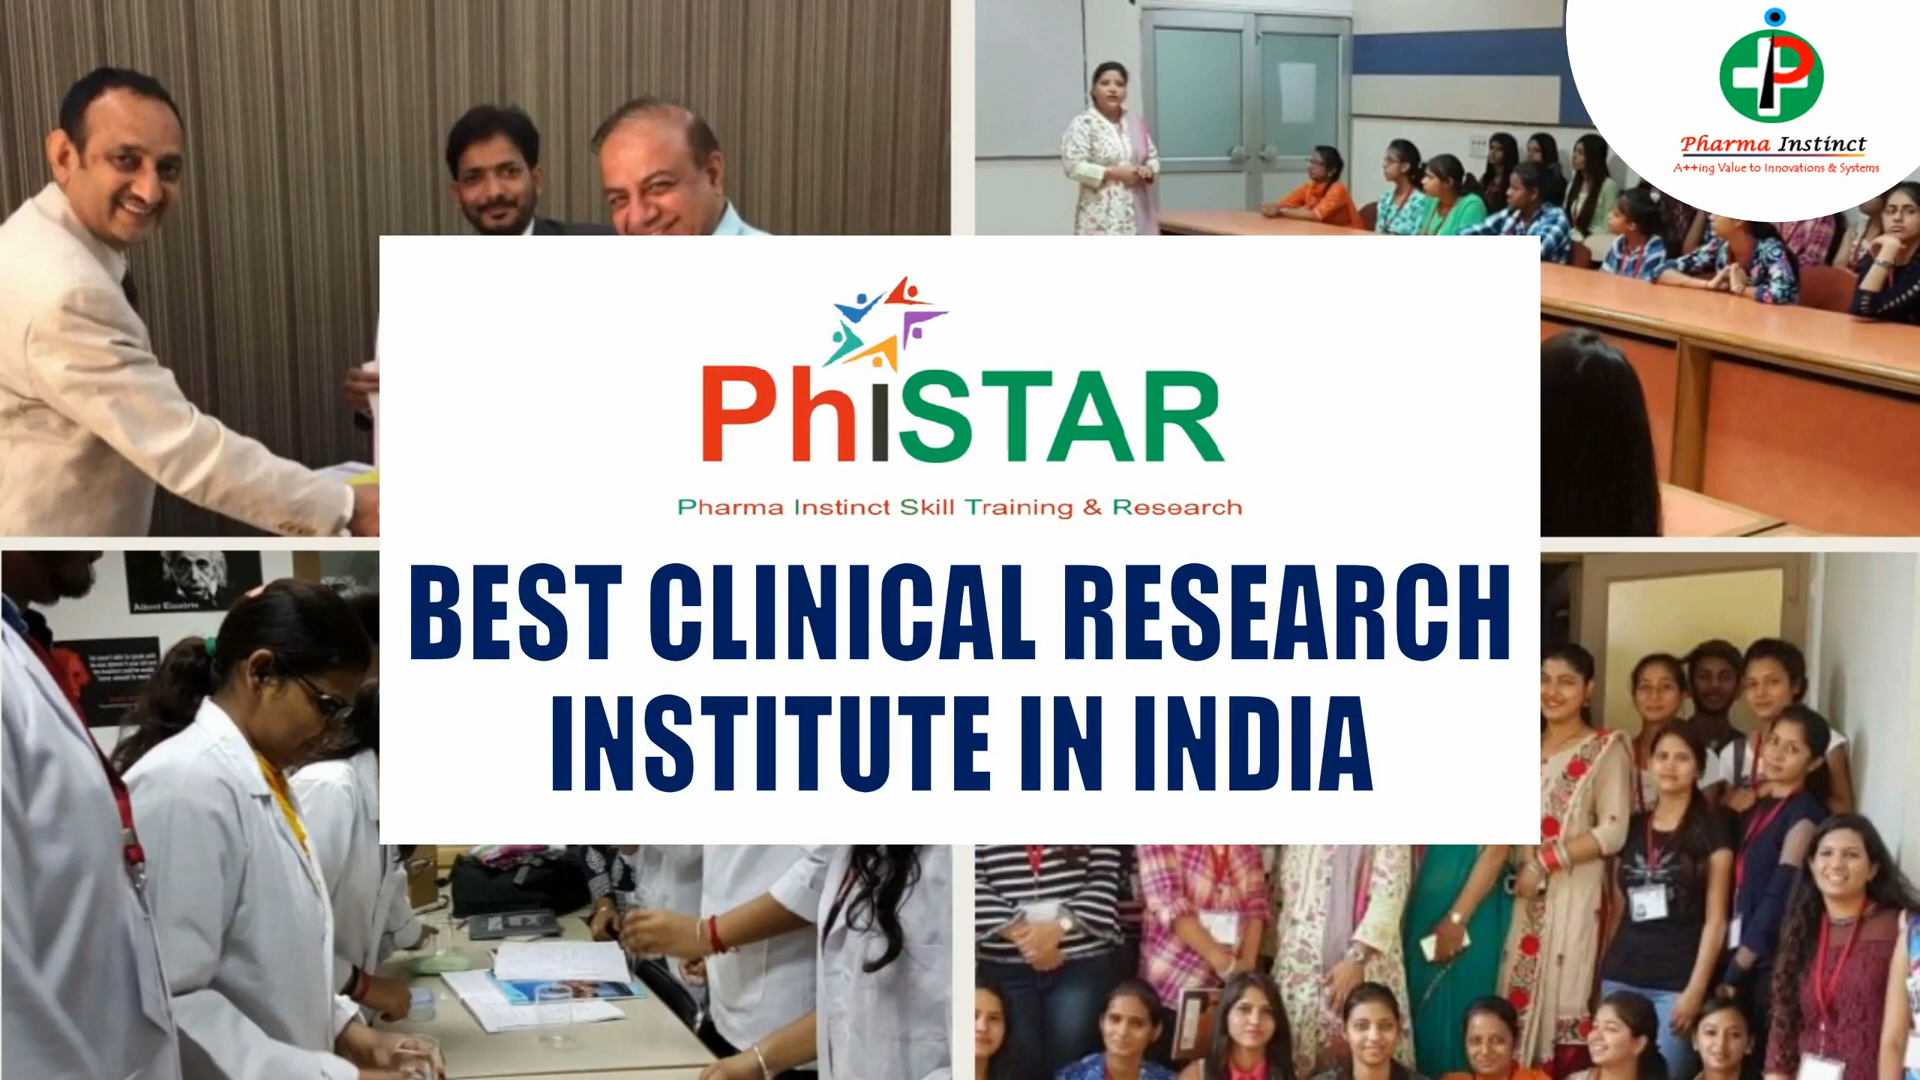 Pharma Instinct
A++ing Value to Innovations & Systems
PhiSTAR
Pharma Instinct Skill Training & Research
BEST CLINICAL RESEARCH
INSTITUTE IN INDIA
Albert Einstein